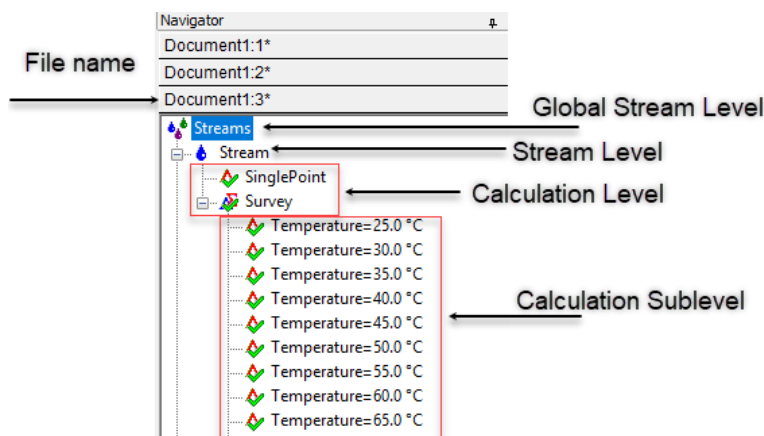 Navigator
Document1:1*
File name
Document1:2*
Document1:3*
Global Stream Level
Streams
Stream
Stream Level
SinglePoint
Calculation Level
Survey
Temperature=25.0 °C
Temperature=30.0 °C
Temperature=35.0 °C
Temperature=40.0 °C
Calculation Sublevel
Temperature=45.0 °C
Temperature=50.0 °C
Temperature=55.0 °C
Temperature=60.0 °C
Temperature=65.0 °C